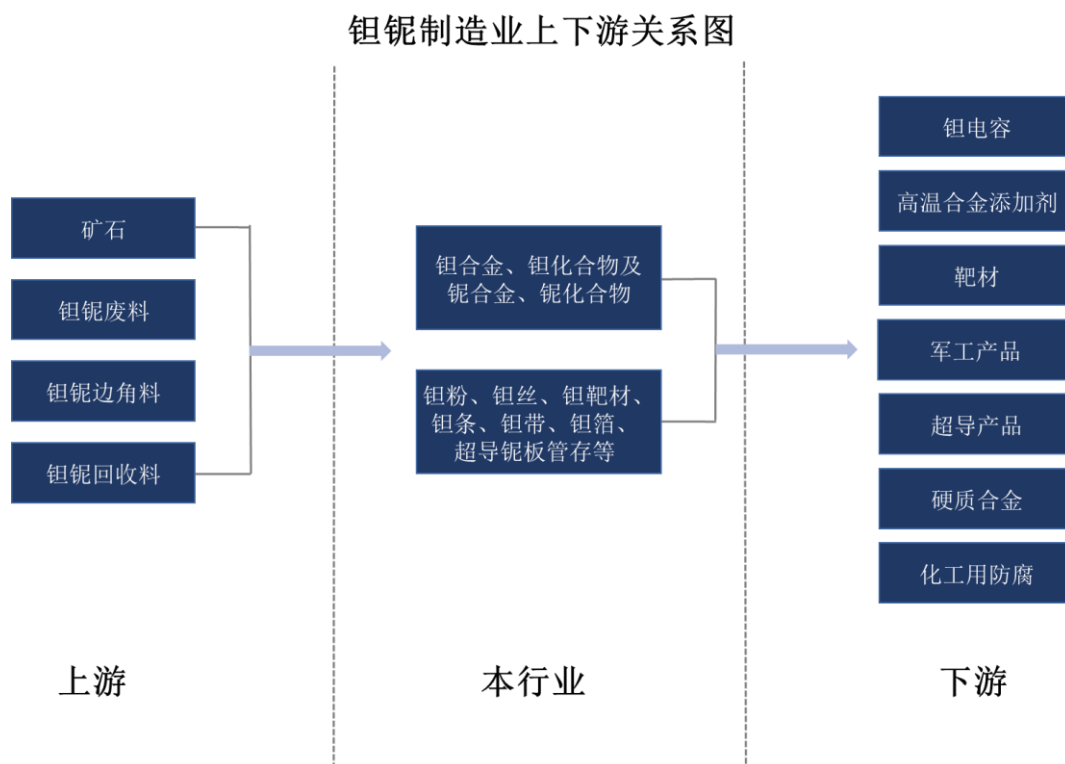 钽铌制造业上下游关系图
矿石
钽铌废料
钽铌边角料
钽铌回收料
上游
钽合金、钽化合物及
铌合金、铌化合物
钽粉、钽丝、钽靶材、
钽条、钽带、钽箔、
超导铌板管存等
本行业
钽电容
高温合金添加剂
靶材
军工产品
超导产品
硬质合金
化工用防腐
下游